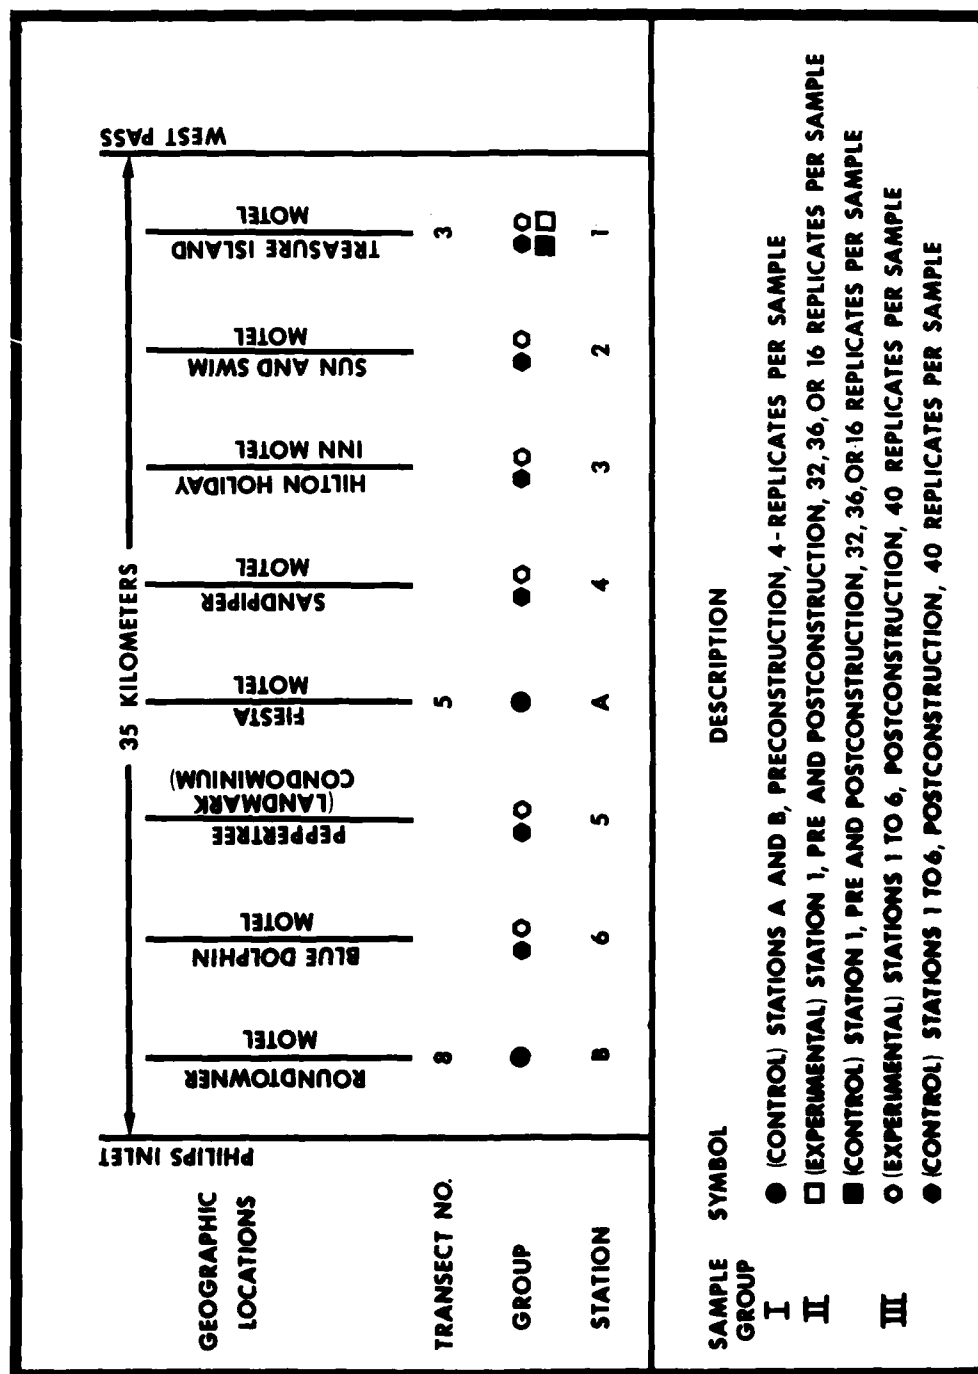 PHILIPS INLET
WEST PASS
35 KILOMETERS
GEOGRAPHIC
LOCATIONS
ROUNDTOWNER
MOTEL
BLUE DOLPHIN
MOTEL
PEPPERTREE
(LANDMARK
CONDOMINIUM)
FIESTA
MOTEL
SANDPIPER
MOTEL
HILTON HOLIDAY
INN MOTEL
SUN AND SWIM
MOTEL
TREASURE ISLAND
MOTEL
TRANSECT NO. 8 5 3
GROUP
STATION B 6 5 A 4 3 2 1
SAMPLE
GROUP
SYMBOL
DESCRIPTION
I ● (CONTROL) STATIONS A AND B, PRECONSTRUCTION, 4-REPLICATES PER SAMPLE
II □ (EXPERIMENTAL) STATION 1, PRE AND POSTCONSTRUCTION, 32, 36, OR 16 REPLICATES PER SAMPLE
■ (CONTROL) STATION 1, PRE AND POSTCONSTRUCTION, 32, 36, OR 16 REPLICATES PER SAMPLE
III ○ (EXPERIMENTAL) STATIONS 1 TO 6, POSTCONSTRUCTION, 40 REPLICATES PER SAMPLE
● (CONTROL) STATIONS 1 TO 6, POSTCONSTRUCTION, 40 REPLICATES PER SAMPLE